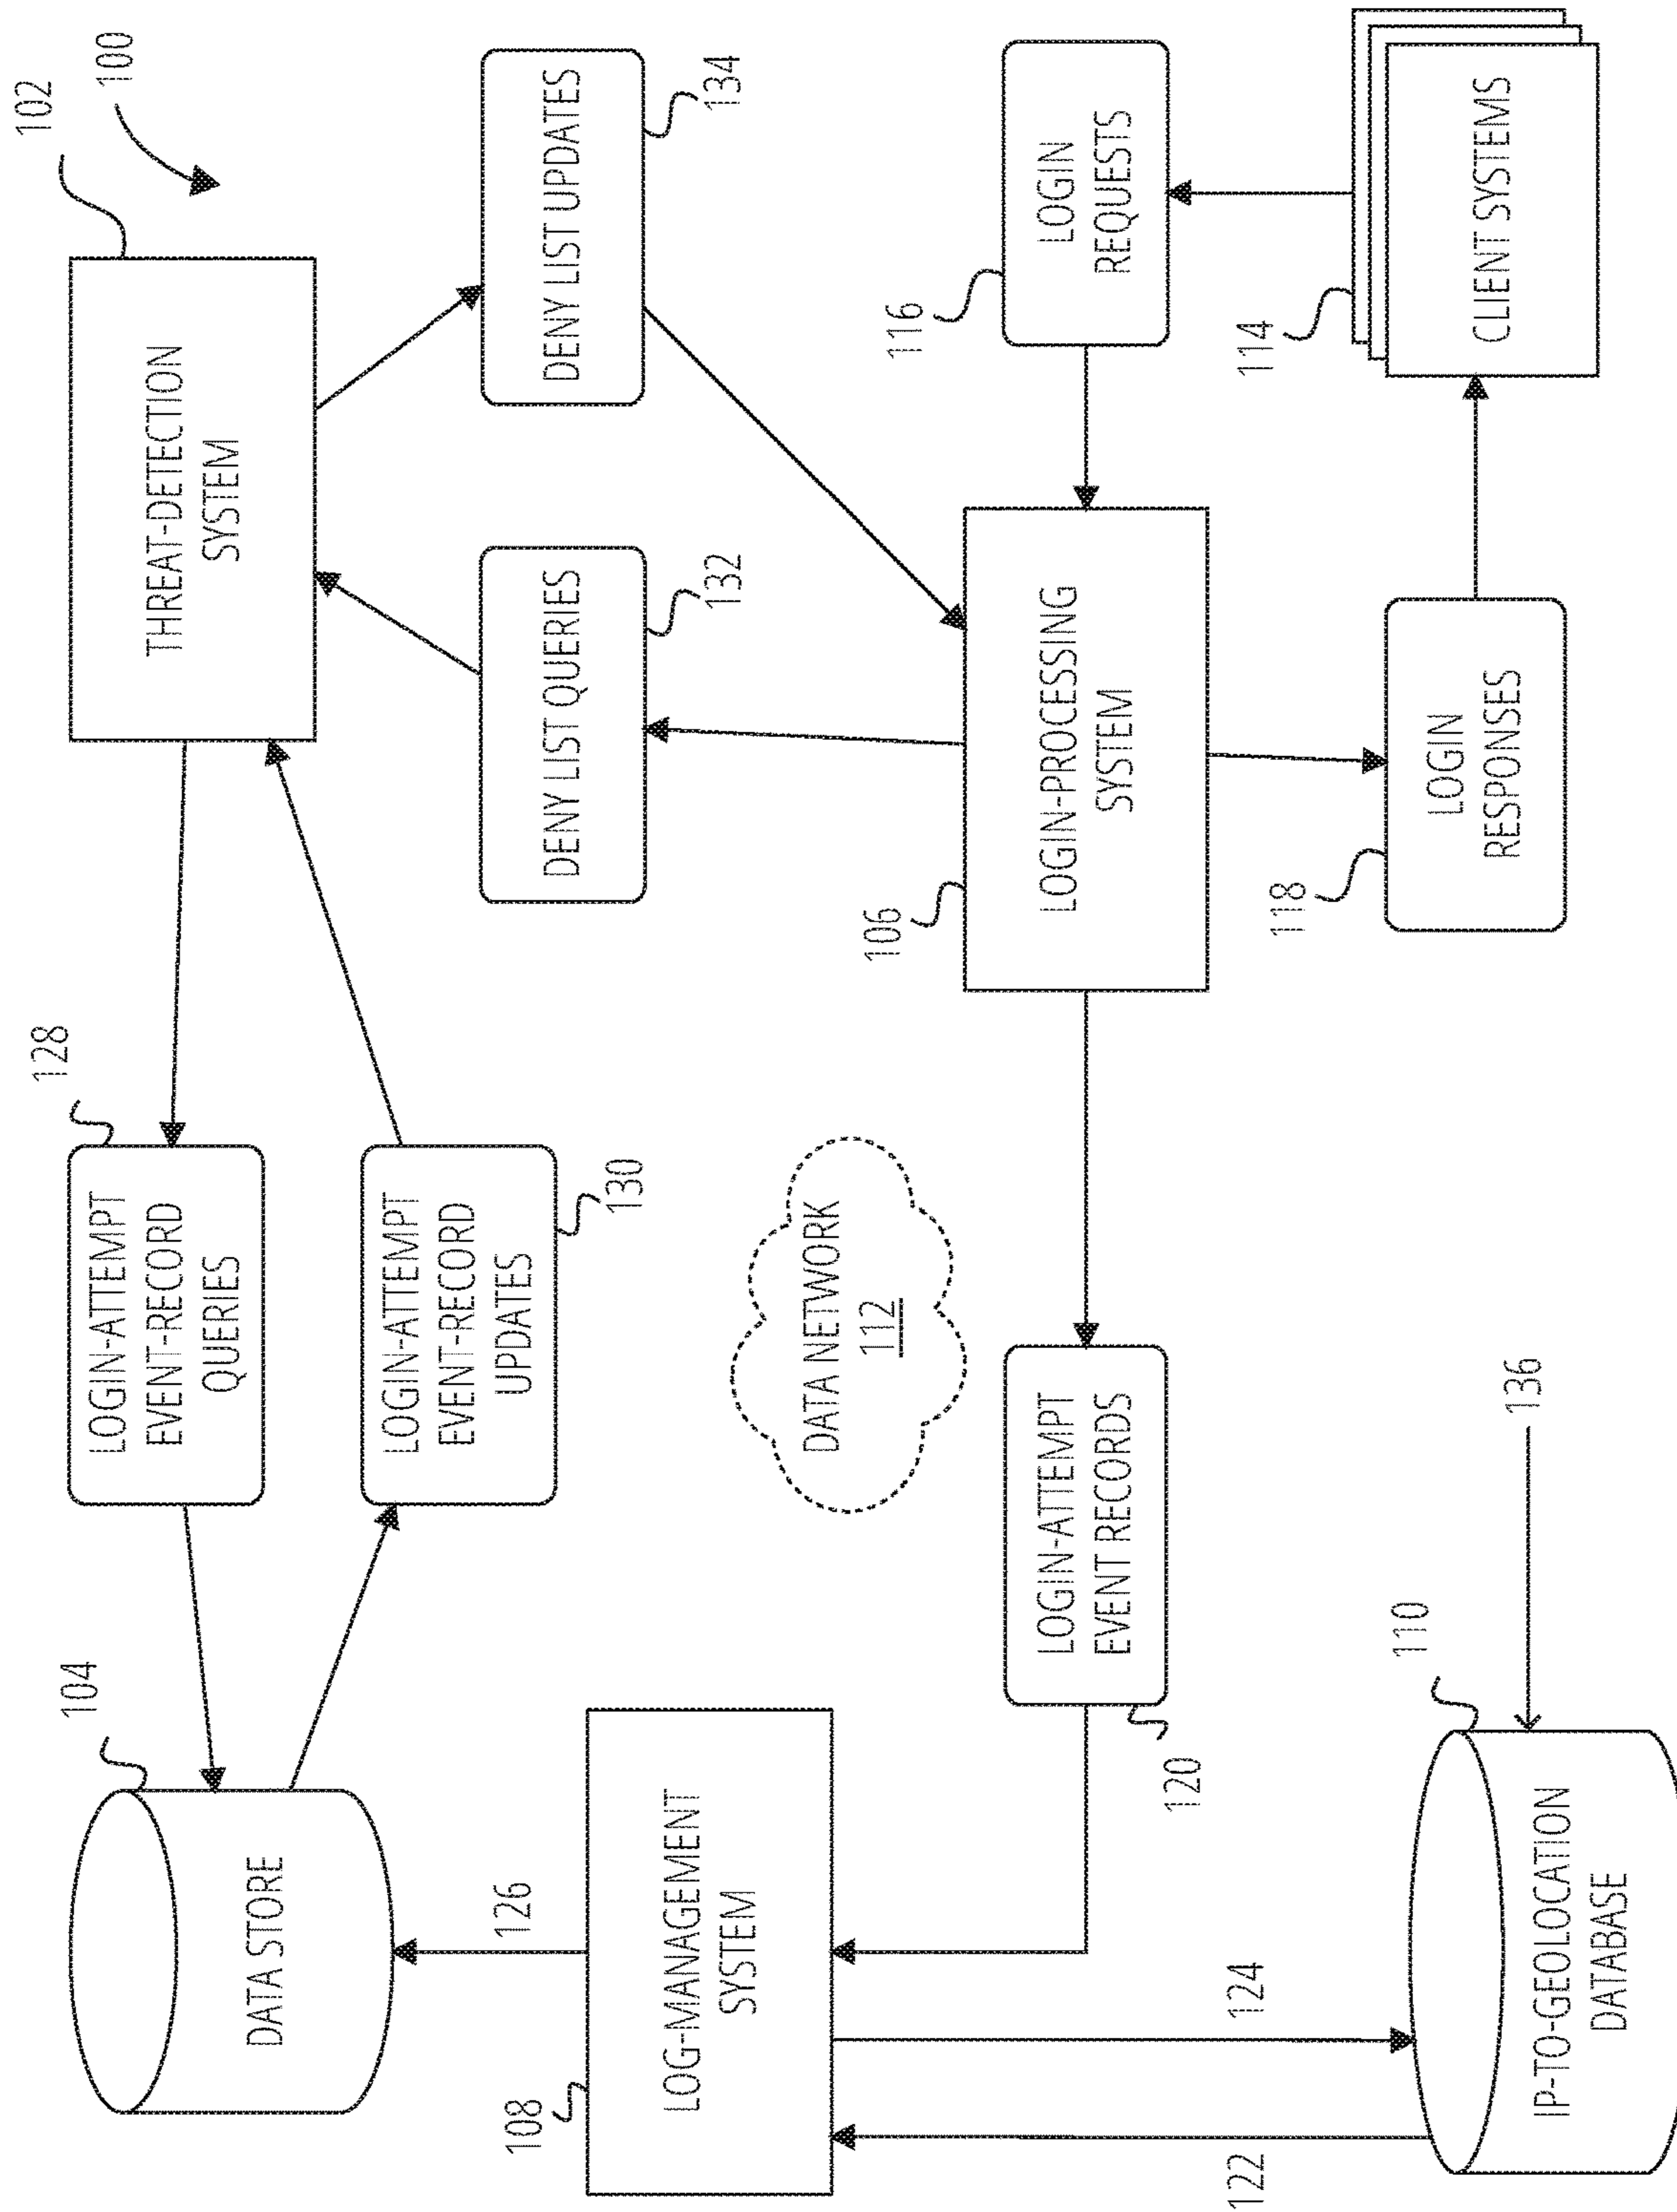 100
102
THREAT-DETECTION
SYSTEM
128
LOGIN-ATTEMPT
EVENT-RECORD
QUERIES
LOGIN-ATTEMPT
EVENT-RECORD
UPDATES
130
104
DATA STORE
DENY LIST UPDATES
134
DENY LIST QUERIES
132
126
108
LOG-MANAGEMENT
SYSTEM
DATA NETWORK
112
106
LOGIN-PROCESSING
SYSTEM
116
LOGIN
REQUESTS
LOGIN-ATTEMPT
EVENT RECORDS
120
122
124
114
CLIENT SYSTEMS
118
LOGIN
RESPONSES
110
136
IP-TO-GEOLOCATION
DATABASE